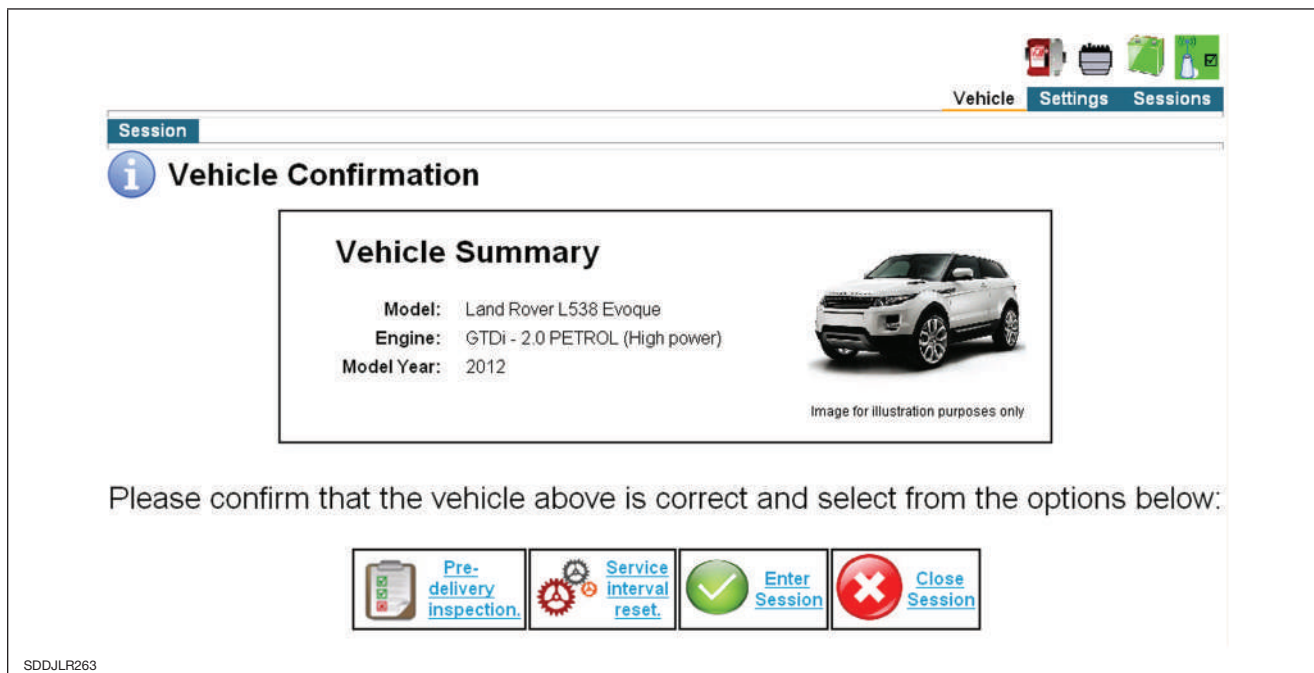 Vehicle Settings Sessions
Session
i Vehicle Confirmation
Vehicle Summary
Model: Land Rover L538 Evoque
Engine: GTDi - 2.0 PETROL (High power)
Model Year: 2012
Image for illustration purposes only
Please confirm that the vehicle above is correct and select from the options below:
Pre-
delivery
inspection.
Service
interval
reset.
Enter
Session
Close
Session
SDDJLR263